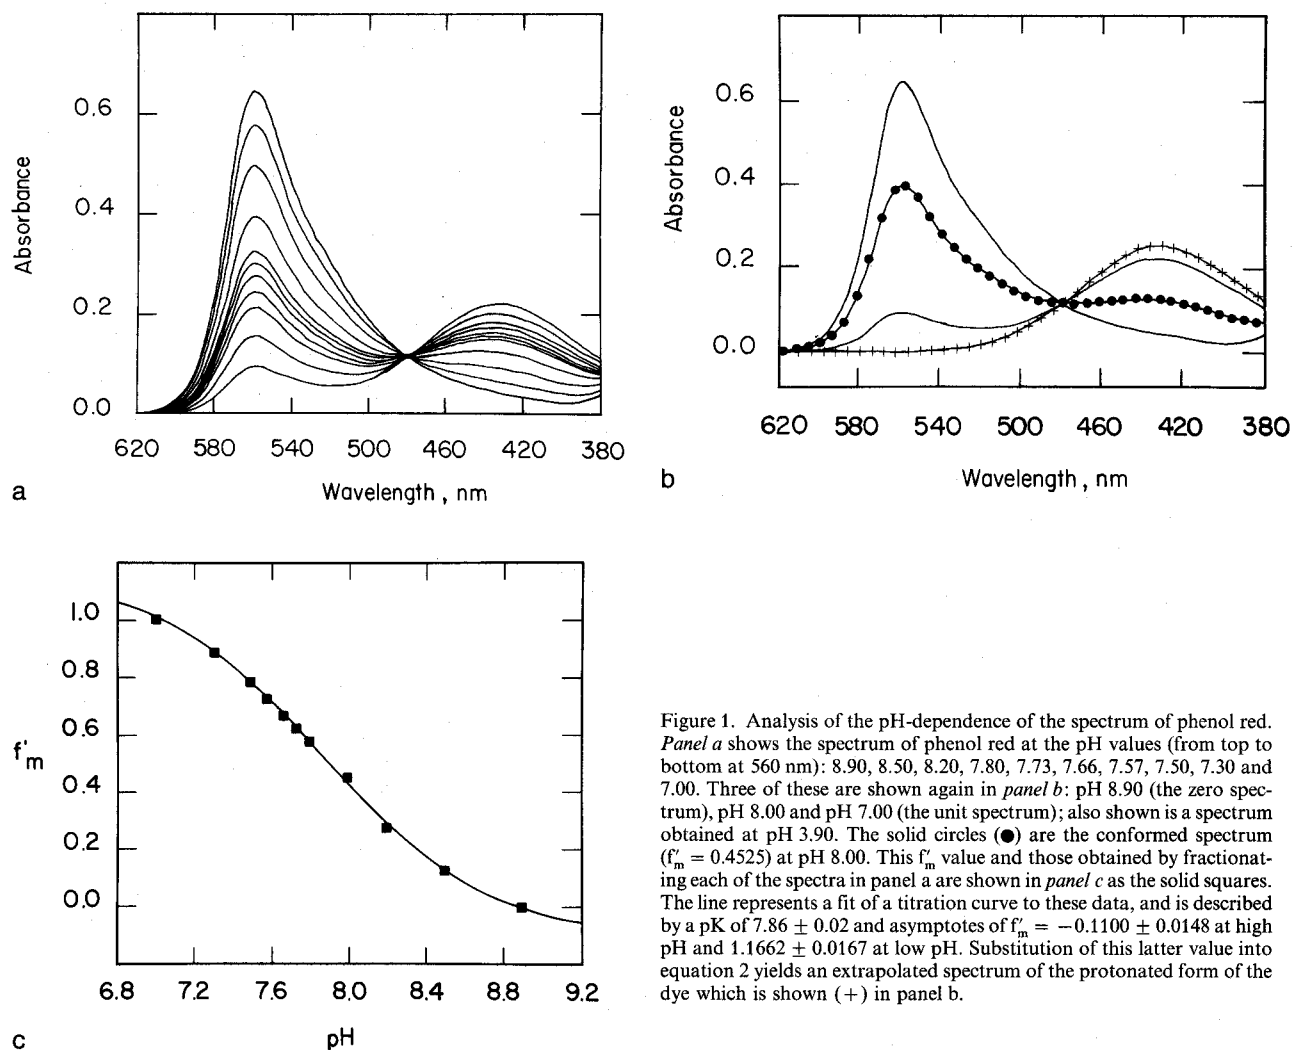 Absorbance
0.6
0.4
0.2
0.0
620 580 540 500 460 420 380
Wavelength, nm
a
Absorbance
0.6
0.4
0.2
0.0
620 580 540 500 460 420 380
Wavelength, nm
b
f'm
1.0
0.8
0.6
0.4
0.2
0.0
6.8 7.2 7.6 8.0 8.4 8.8 9.2
pH
c
Figure 1. Analysis of the pH-dependence of the spectrum of phenol red.
Panel a shows the spectrum of phenol red at the pH values (from top to
bottom at 560 nm): 8.90, 8.50, 8.20, 7.80, 7.73, 7.66, 7.57, 7.50, 7.30 and
7.00. Three of these are shown again in panel b: pH 8.90 (the zero spec-
trum), pH 8.00 and pH 7.00 (the unit spectrum); also shown is a spectrum
obtained at pH 3.90. The solid circles (●) are the conformed spectrum
(f'm = 0.4525) at pH 8.00. This f'm value and those obtained by fractionat-
ing each of the spectra in panel a are shown in panel c as the solid squares.
The line represents a fit of a titration curve to these data, and is described
by a pK of 7.86 ± 0.02 and asymptotes of f'm = −0.1100 ± 0.0148 at high
pH and 1.1662 ± 0.0167 at low pH. Substitution of this latter value into
equation 2 yields an extrapolated spectrum of the protonated form of the
dye which is shown (+) in panel b.